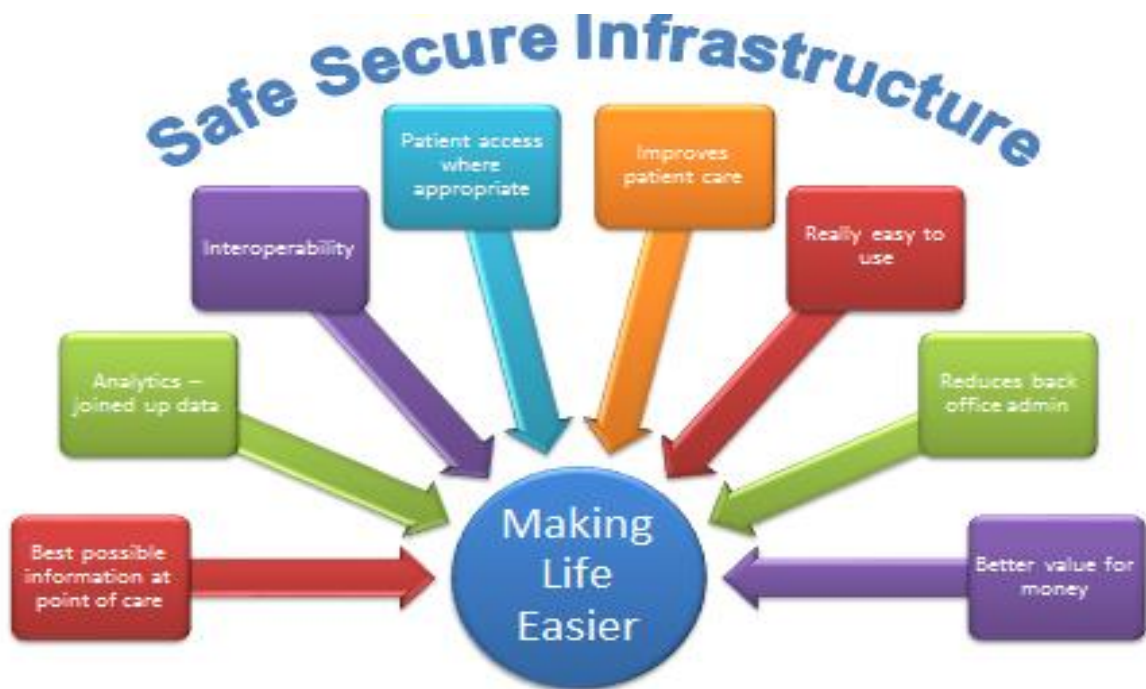 Safe Secure Infrastructure
Patient access
where
appropriate
Improves
patient care
Interoperability
Really easy to
use
Analytics –
joined up data
Reduces back
office admin
Best possible
information at
point of care
Making
Life
Easier
Better value for
money